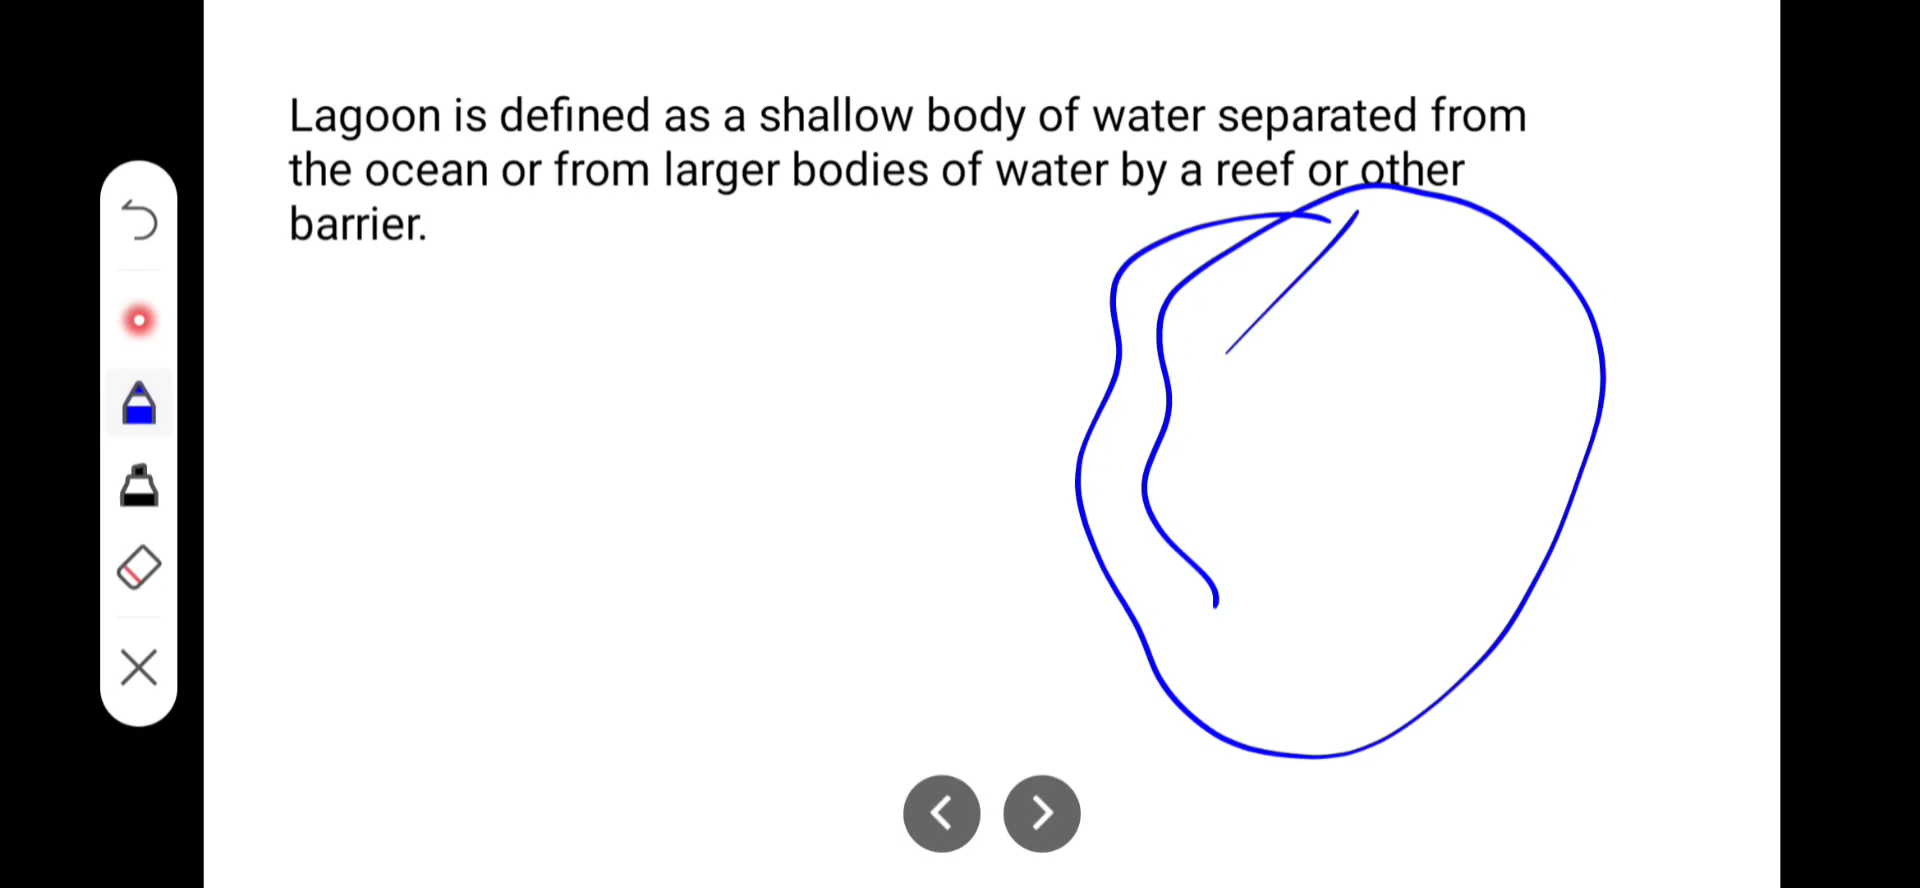 Lagoon is defined as a shallow body of water separated from
the ocean or from larger bodies of water by a reef or other
barrier.